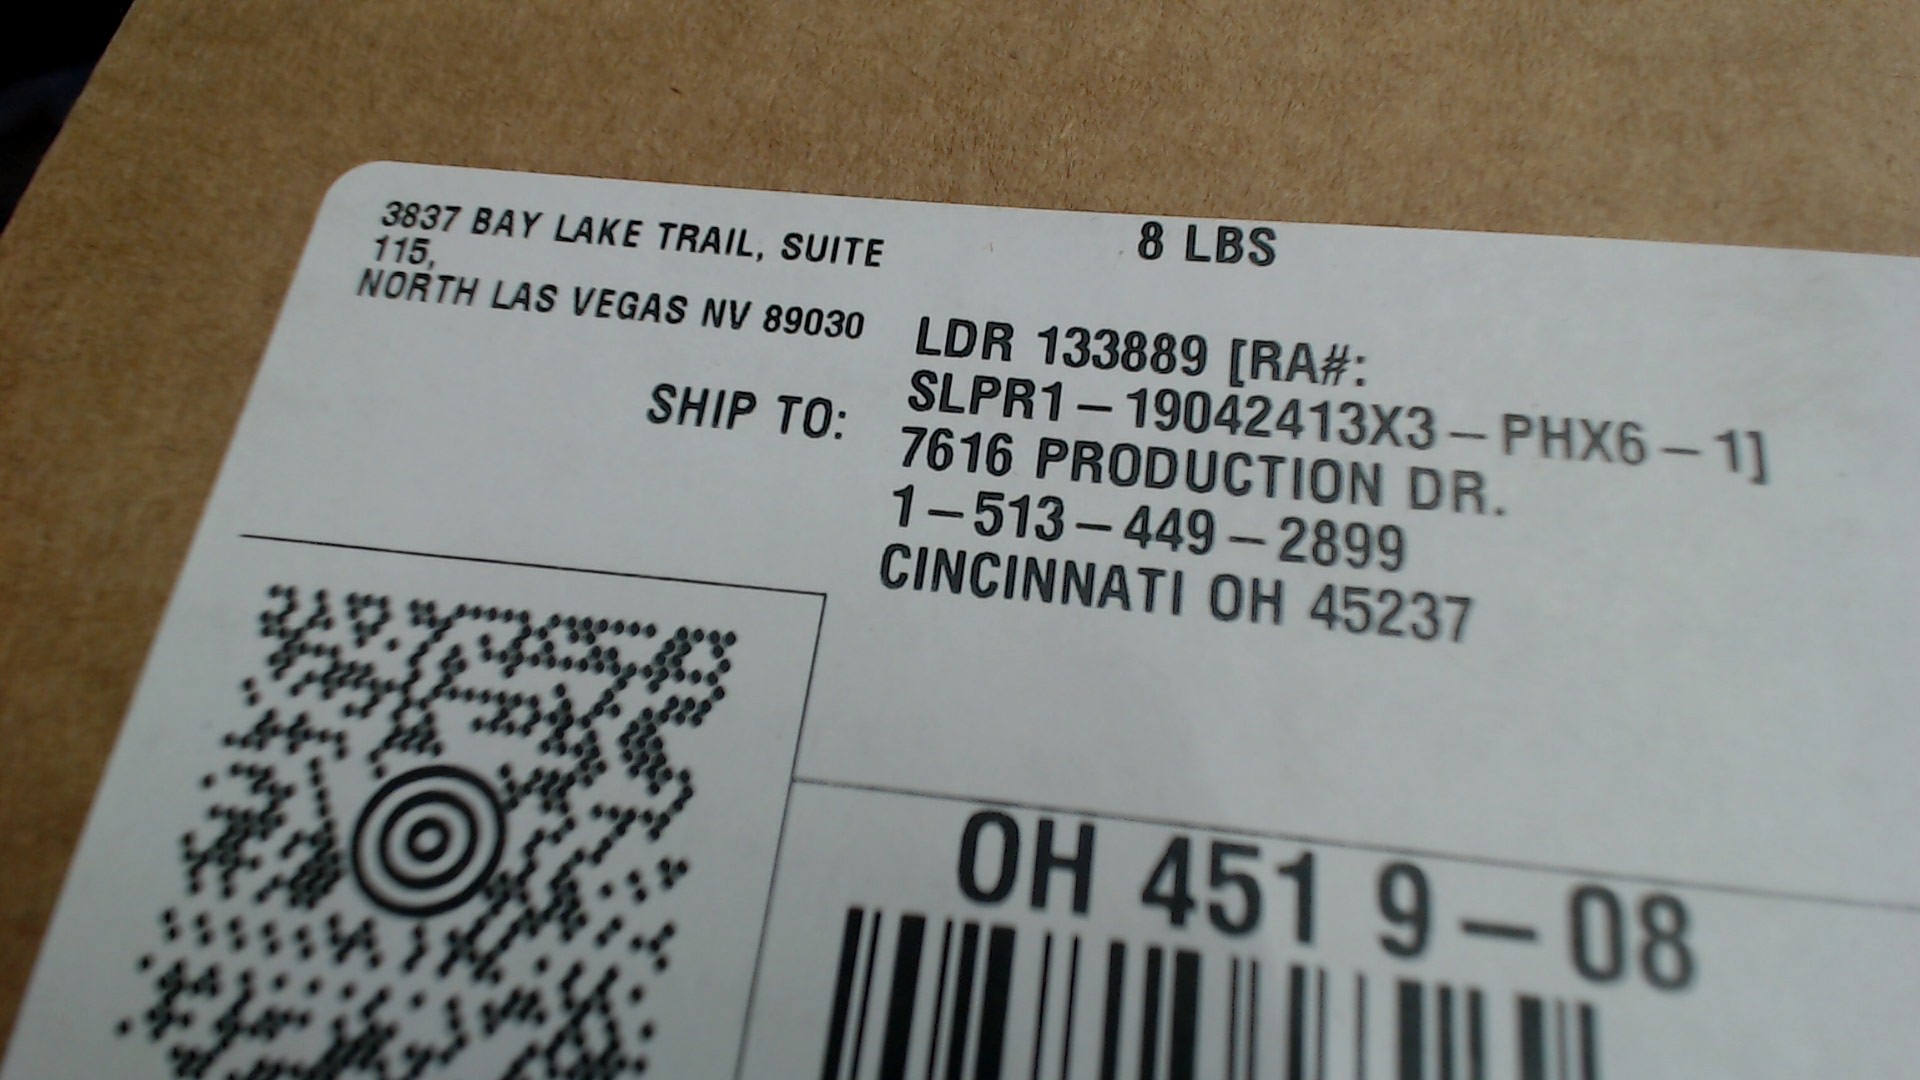 3837 BAY LAKE TRAIL, SUITE
115,
NORTH LAS VEGAS NV 89030
8 LBS
SHIP TO:
LDR 133889 [RA#:
SLPR1-19042413X3-PHX6-1]
7616 PRODUCTION DR.
1-513-449-2899
CINCINNATI OH 45237
OH 451 9-08